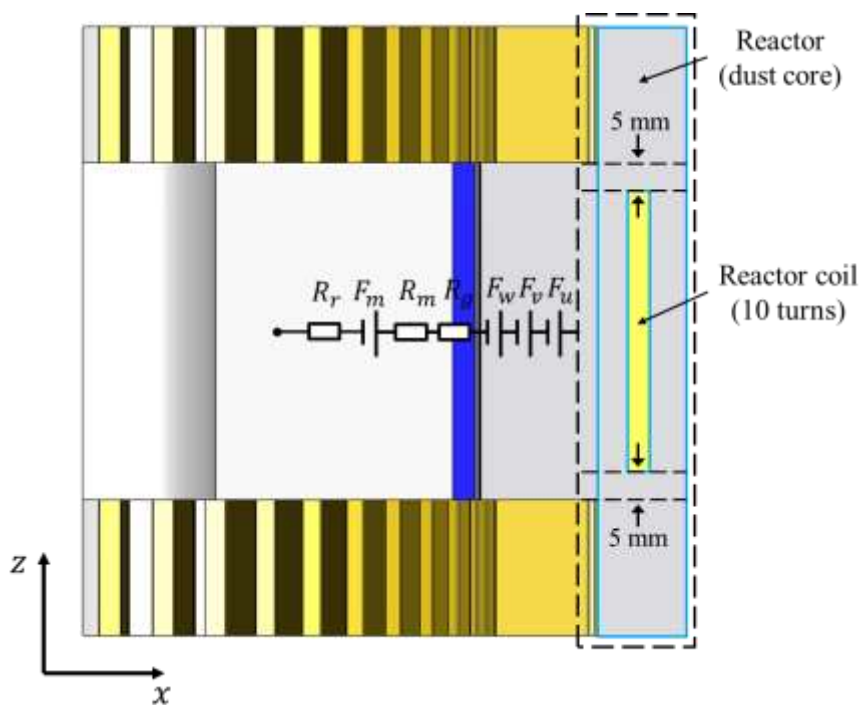 Reactor
(dust core)
5 mm
R_r F_m R_m R_g F_w F_v F_u
Reactor coil
(10 turns)
5 mm
z
x